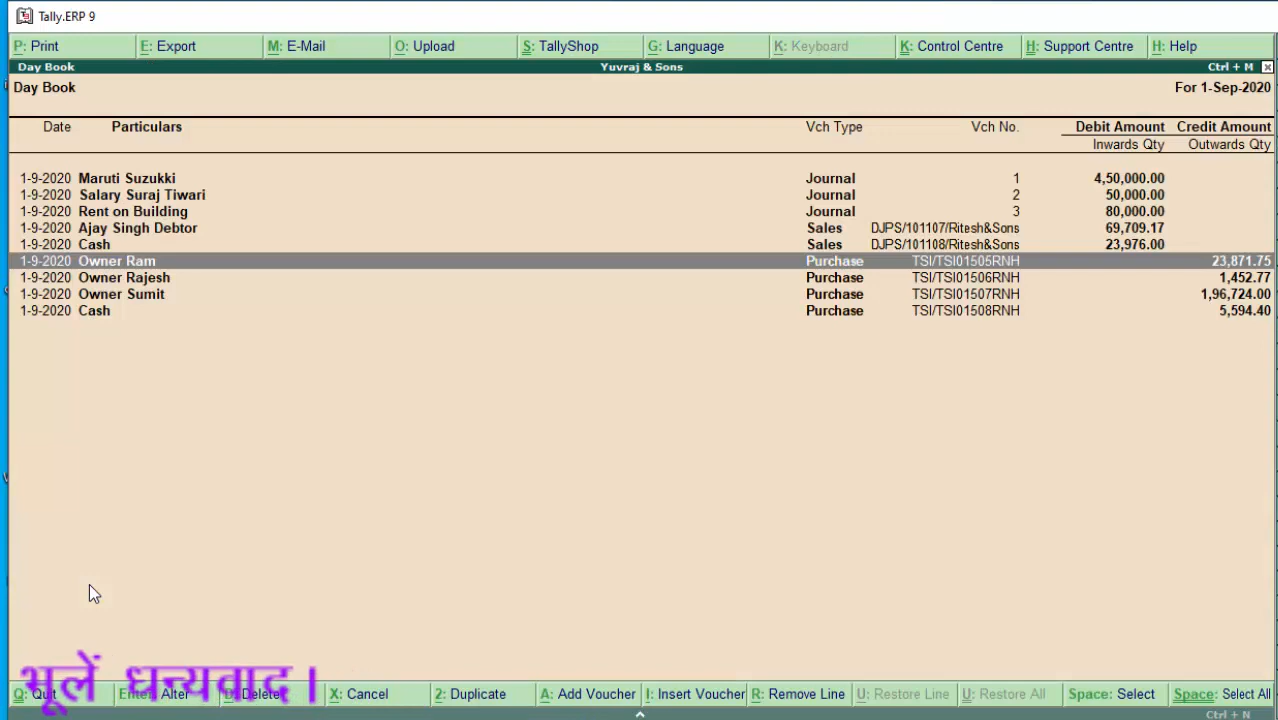 Tally.ERP 9
P: Print E: Export M: E-Mail O: Upload S: TallyShop G: Language K: Keyboard K: Control Centre H: Support Centre H: Help
Day Book Yuvraj & Sons Ctrl + M
Day Book For 1-Sep-2020
Date Particulars Vch Type Vch No. Debit Amount Credit Amount
Inwards Qty Outwards Qty
1-9-2020 Maruti Suzukki Journal 1 4,50,000.00
1-9-2020 Salary Suraj Tiwari Journal 2 50,000.00
1-9-2020 Rent on Building Journal 3 80,000.00
1-9-2020 Ajay Singh Debtor Sales DJPS/101107/Ritesh&Sons 69,709.17
1-9-2020 Cash Sales DJPS/101108/Ritesh&Sons 23,976.00
1-9-2020 Owner Ram Purchase TSI/TSI01505RNH 23,871.75
1-9-2020 Owner Rajesh Purchase TSI/TSI01506RNH 1,452.77
1-9-2020 Owner Sumit Purchase TSI/TSI01507RNH 1,96,724.00
1-9-2020 Cash Purchase TSI/TSI01508RNH 5,594.40
भूलें धन्यवाद ।
Q: Quit Enter: Alter D: Delete X: Cancel 2: Duplicate A: Add Voucher I: Insert Voucher R: Remove Line U: Restore Line U: Restore All Space: Select Space: Select All
Ctrl + N